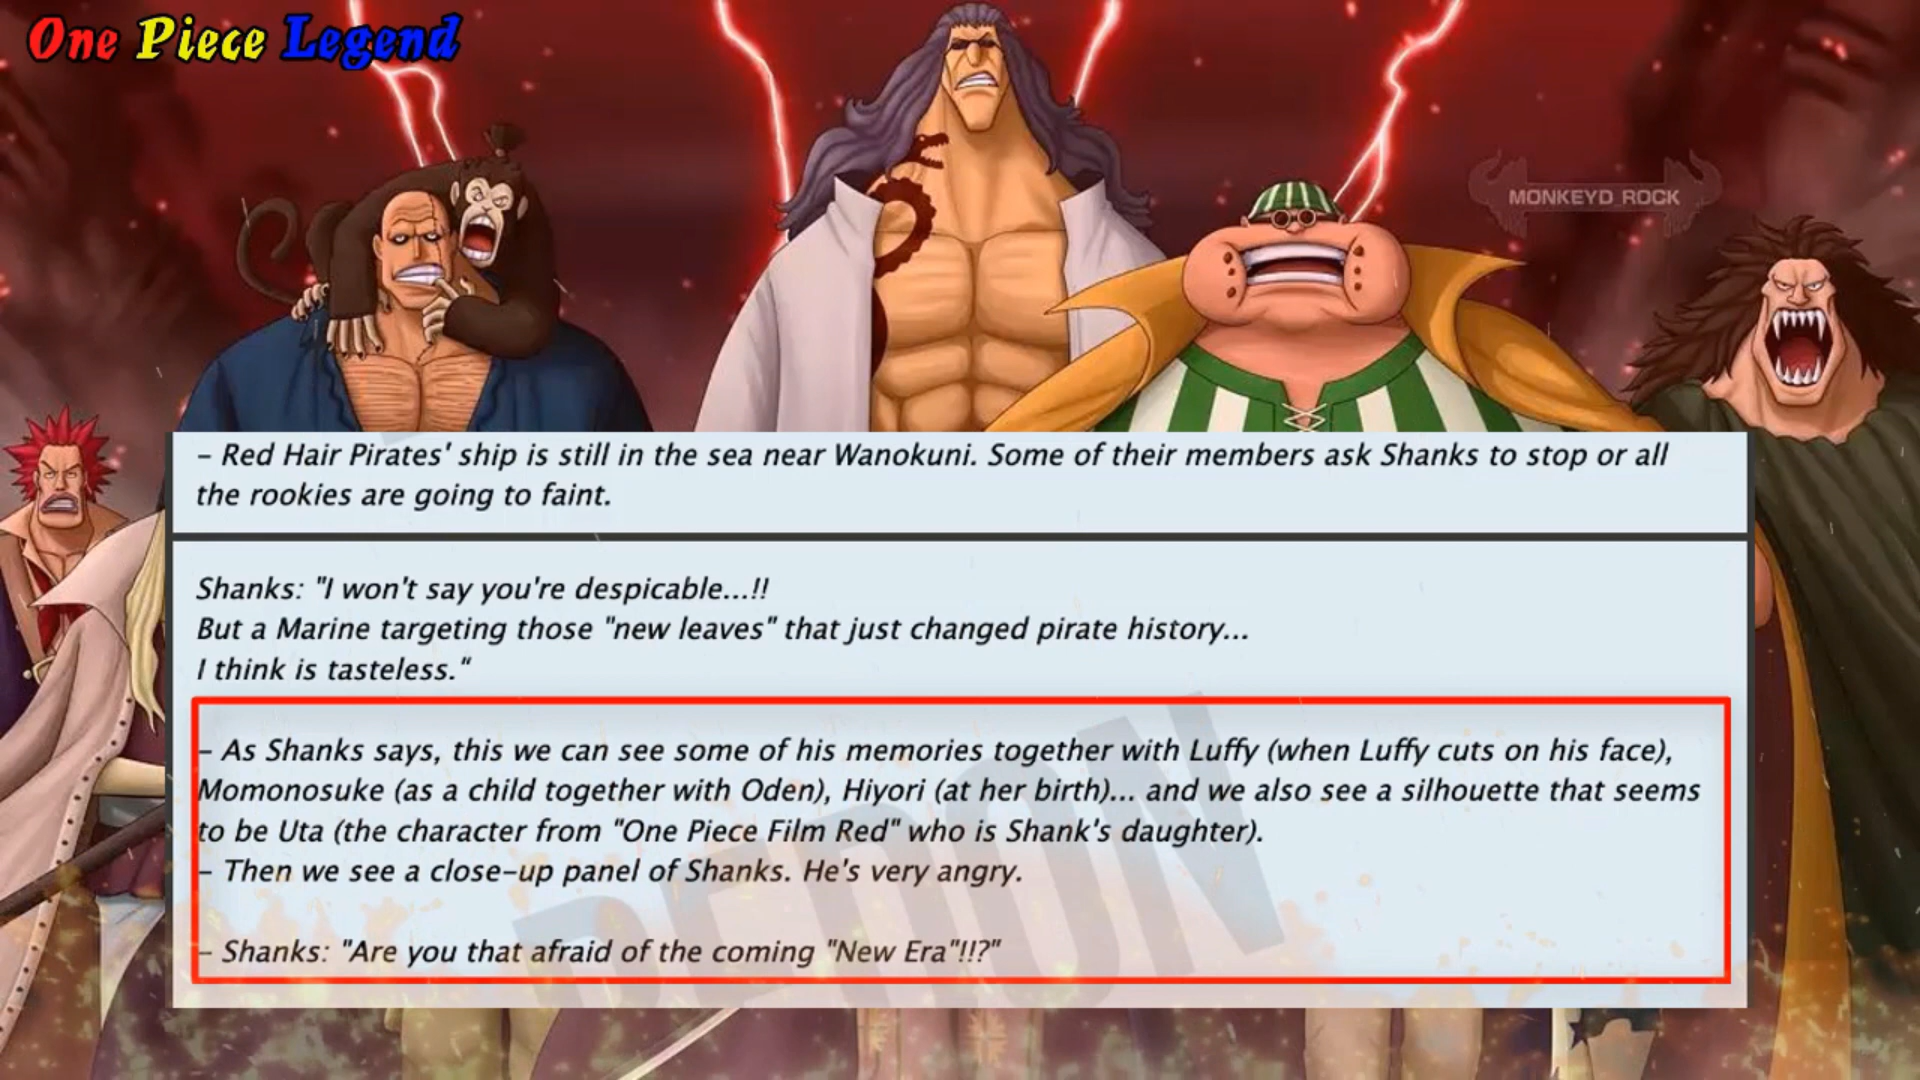 One Piece Legend
MONKEYD_ROCK
– Red Hair Pirates' ship is still in the sea near Wanokuni. Some of their members ask Shanks to stop or all
the rookies are going to faint.
Shanks: "I won't say you're despicable...!!
But a Marine targeting those "new leaves" that just changed pirate history...
I think is tasteless."
– As Shanks says, this we can see some of his memories together with Luffy (when Luffy cuts on his face),
Momonosuke (as a child together with Oden), Hiyori (at her birth)... and we also see a silhouette that seems
to be Uta (the character from "One Piece Film Red" who is Shank's daughter).
– Then we see a close-up panel of Shanks. He's very angry.
– Shanks: "Are you that afraid of the coming "New Era"!!?"